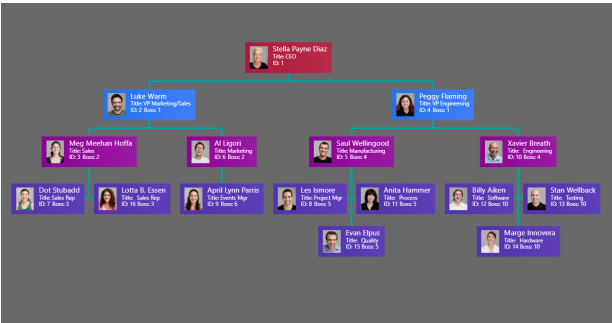 Stella Payne Diaz
Title: CEO
ID: 1
Luke Warm
Title: VP Marketing/Sales
ID: 2 Boss: 1
Peggy Flaming
Title: VP Engineering
ID: 4 Boss: 1
Meg Meehan Hoffa
Title: Sales
ID: 3 Boss: 2
Al Ligori
Title: Marketing
ID: 6 Boss: 2
Saul Wellingood
Title: Manufacturing
ID: 5 Boss: 4
Xavier Breath
Title: Engineering
ID: 10 Boss: 4
Dot Stubadd
Title: Sales Rep
ID: 7 Boss: 3
Lotta B. Essen
Title: Sales Rep
ID: 16 Boss: 3
April Lynn Parris
Title: Events Mgr
ID: 9 Boss: 6
Les Ismore
Title: Project Mgr
ID: 8 Boss: 5
Anita Hammer
Title: Process
ID: 11 Boss: 5
Billy Aiken
Title: Software
ID: 12 Boss: 10
Stan Wellback
Title: Testing
ID: 13 Boss: 10
Evan Elpus
Title: Quality
ID: 15 Boss: 5
Marge Innovera
Title: Hardware
ID: 14 Boss: 10